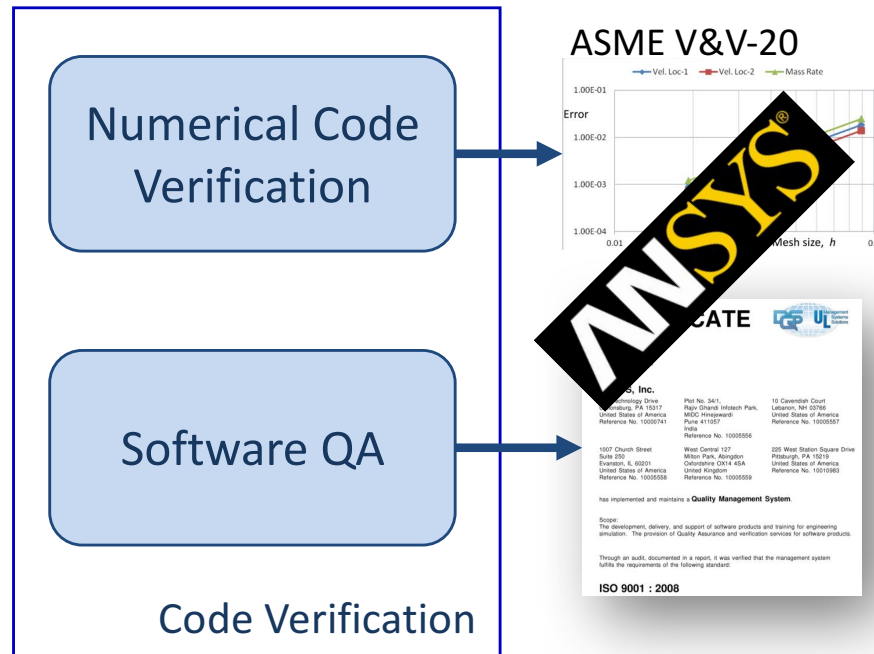 ASME V&V-20
Vel. Loc-1 Vel. Loc-2 Mass Rate
1.00E-01
Error
1.00E-02
1.00E-03
1.00E-04
0.01
Mesh size, h
Numerical Code
Verification
ANSYS®
CATE
DQS UL Management
Systems
Solutions
S, Inc.
Technology Drive
PA 15317
United States of America
Reference No. 10000741
Plot No. 34/1,
Rajiv Ghandi Infotech Park,
MIDC Hinejewardi
Pune 411057
India
Reference No. 10005556
10 Cavendish Court
Lebanon, NH 03766
United States of America
Reference No. 10005557
1007 Church Street
Suite 250
Evanston, IL 60201
United States of America
Reference No. 10005558
West Central 127
Milton Park, Abingdon
Oxfordshire OX14 4SA
United Kingdom
Reference No. 10005559
225 West Station Square Drive
Pittsburgh, PA 15219
United States of America
Reference No. 10010983
has implemented and maintains a Quality Management System.
Scope:
The development, delivery, and support of software products and training for engineering
simulation. The provision of Quality Assurance and verification services for software products.
Through an audit, documented in a report, it was verified that the management system
fulfills the requirements of the following standard:
ISO 9001 : 2008
Software QA
Code Verification